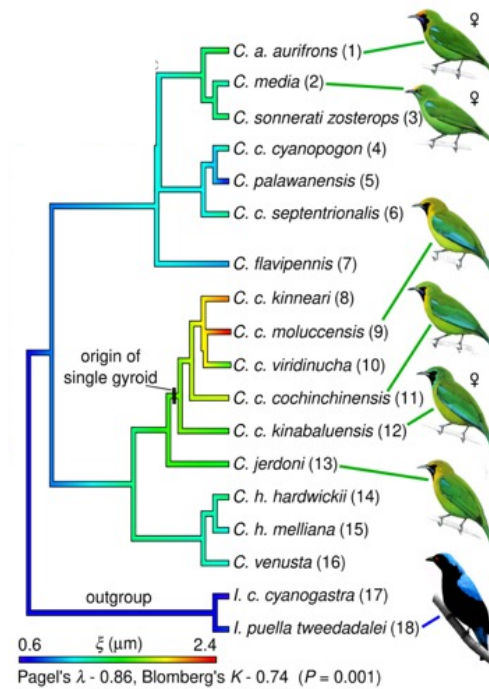 ♀
C. a. aurifrons (1)
C. media (2)
C. sonnerati zosterops (3)
♀
C. c. cyanopogon (4)
C. palawanensis (5)
C. c. septentrionalis (6)
C. flavipennis (7)
C. c. kinneari (8)
C. c. moluccensis (9)
origin of
single gyroid
C. c. viridinucha (10)
C. c. cochinchinensis (11)
♀
C. c. kinabaluensis (12)
C. jerdoni (13)
C. h. hardwickii (14)
C. h. melliana (15)
C. venusta (16)
outgroup
I. c. cyanogastra (17)
I. puella tweedadalei (18)
0.6 ξ (μm) 2.4
Pagel's λ - 0.86, Blomberg's K - 0.74 (P = 0.001)